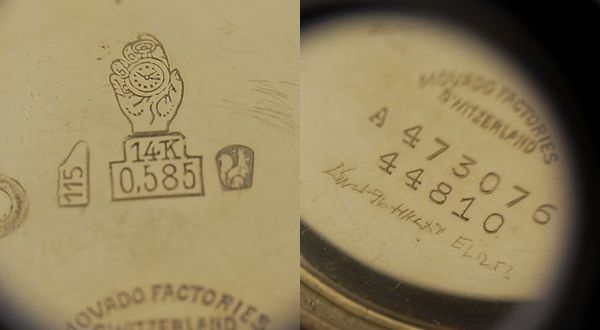 14K
0,585
115
MOVADO FACTORIES
SWITZERLAND
MOVADO FACTORIES
SWITZERLAND
A 473076
44810